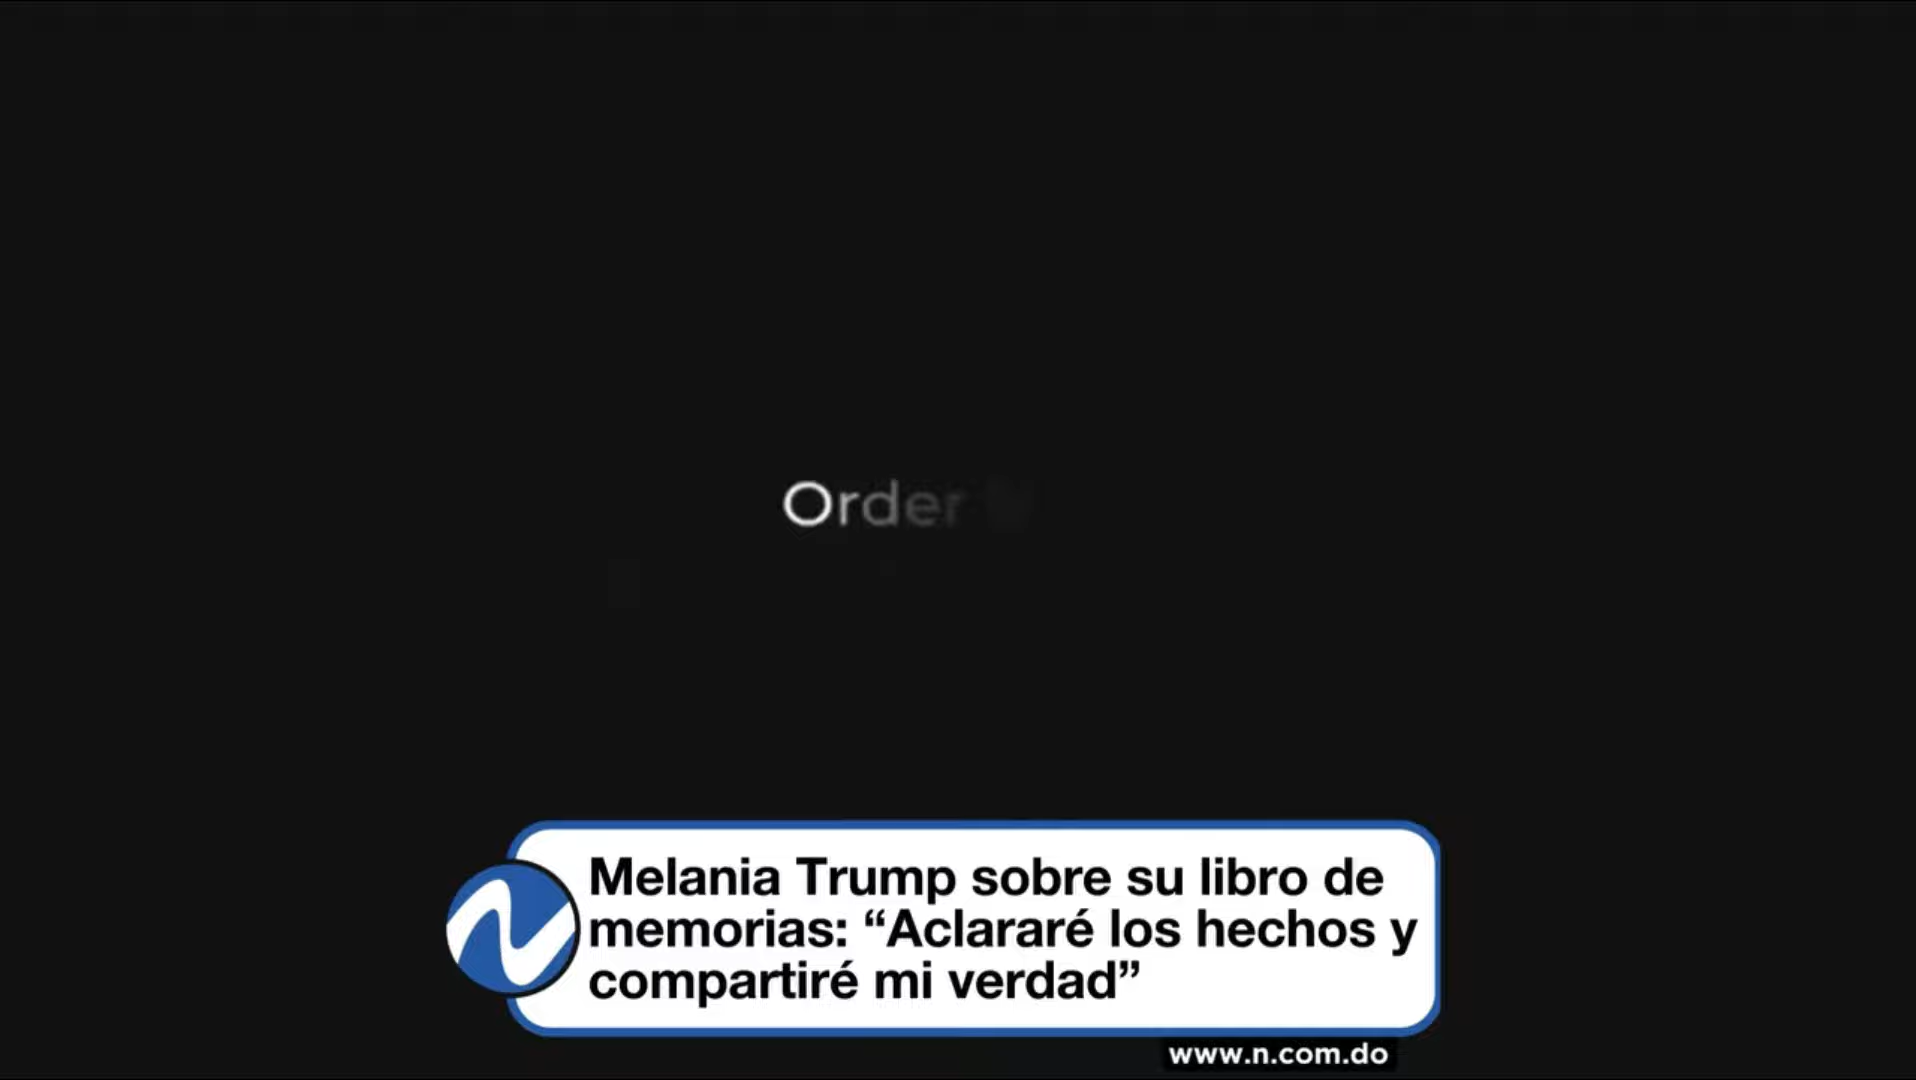 Order
Melania Trump sobre su libro de
memorias: “Aclararé los hechos y
compartiré mi verdad”
www.n.com.do